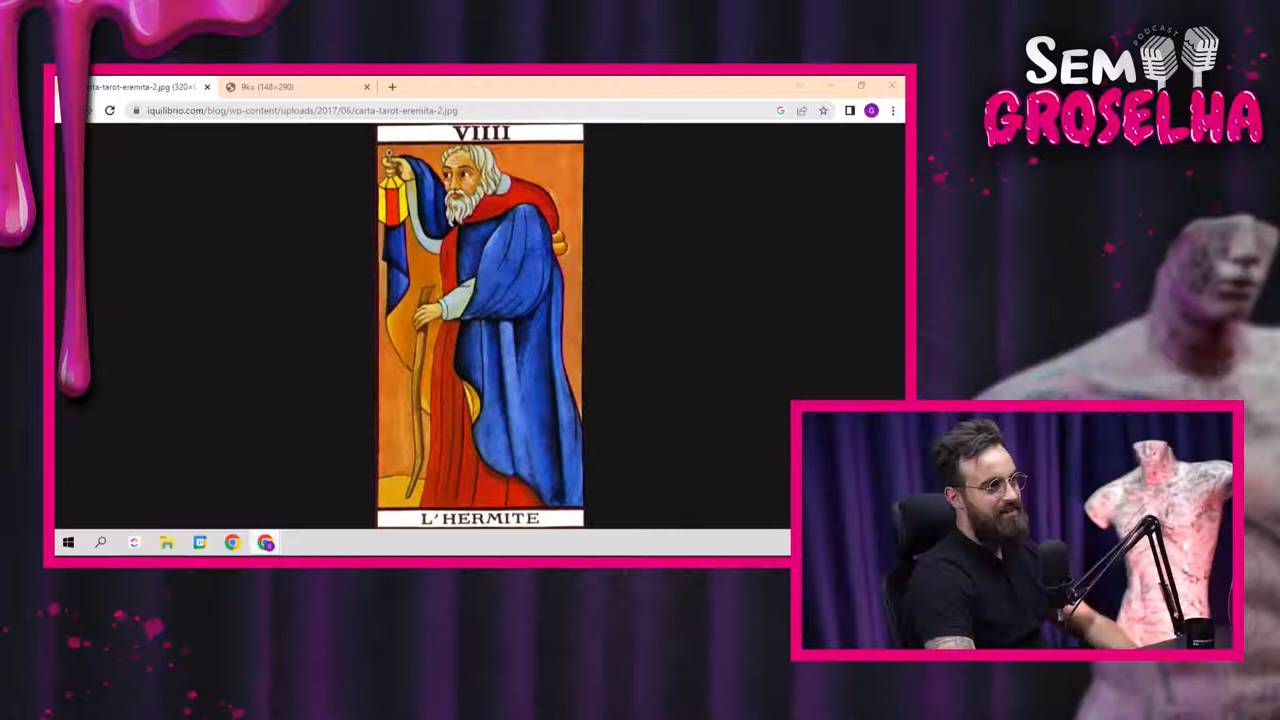 PODCAST
SEM
GROSELHA
carta-tarot-eremita-2.jpg (320×
9k= (148×290)
iquilibrio.com/blog/wp-content/uploads/2017/06/carta-tarot-eremita-2.jpg
VIIII
L'HERMITE